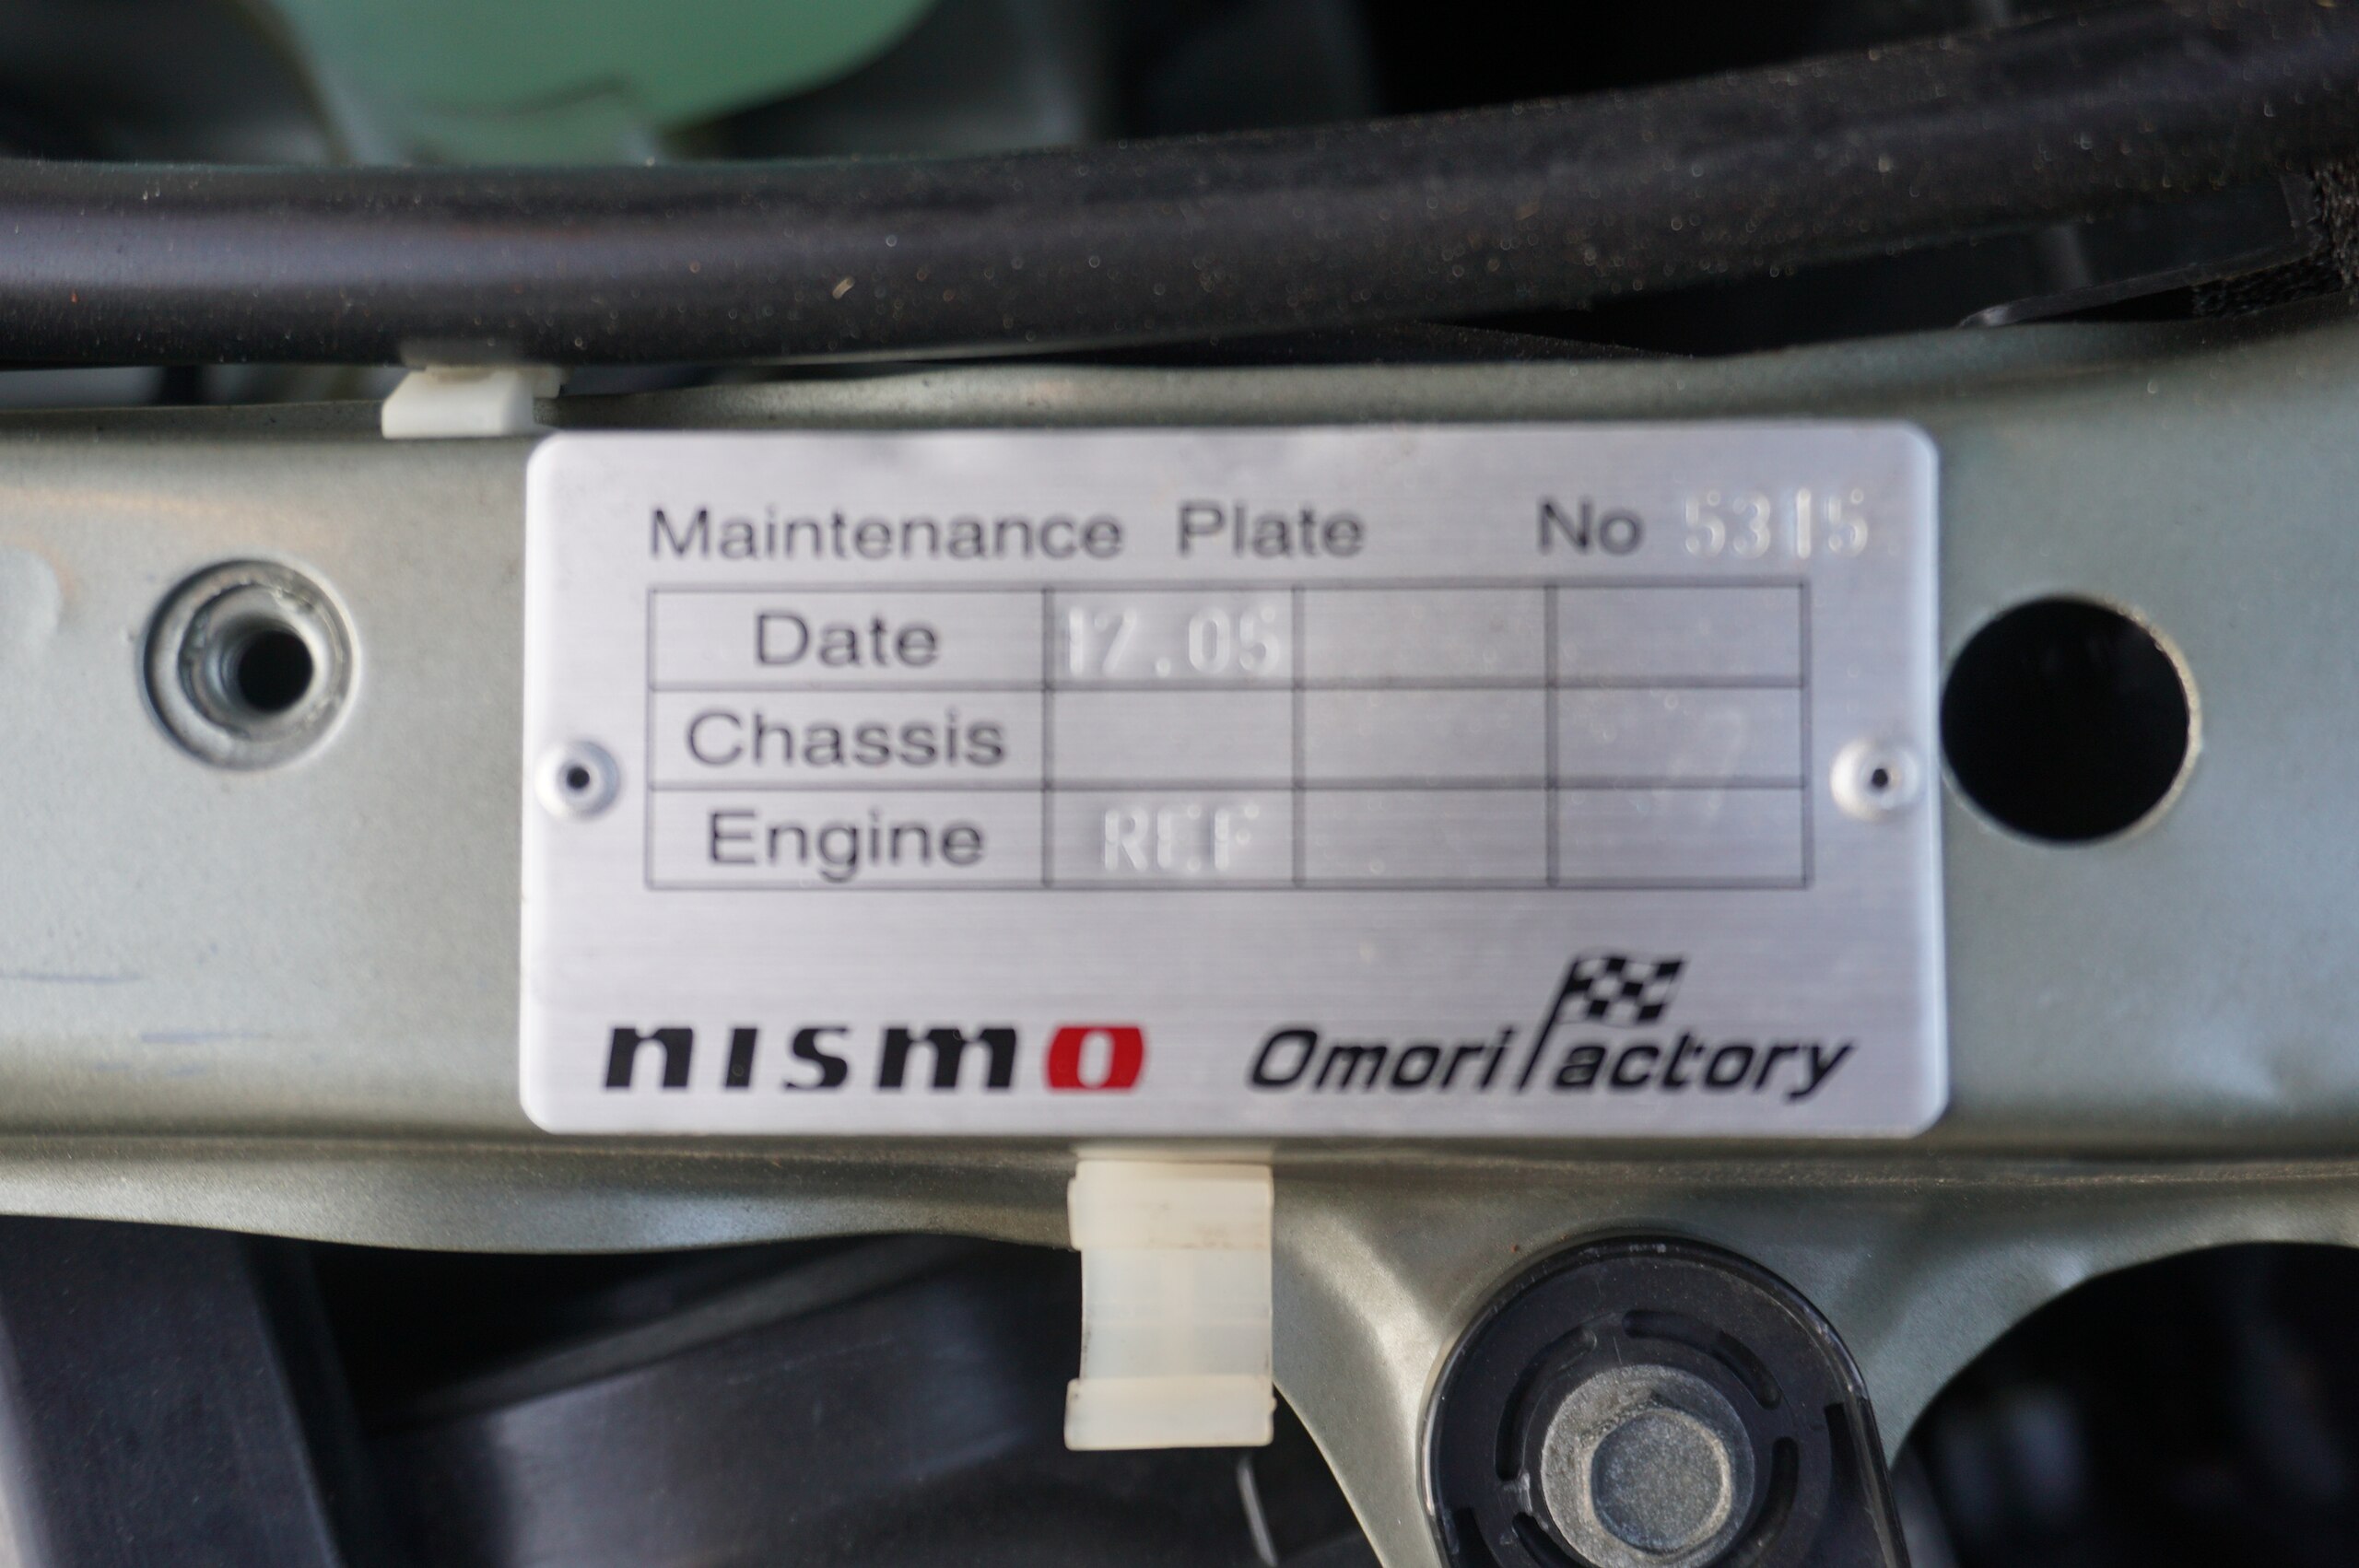 Maintenance Plate No 5315
Date 17.05
Chassis
Engine REF
nismo Omori Factory